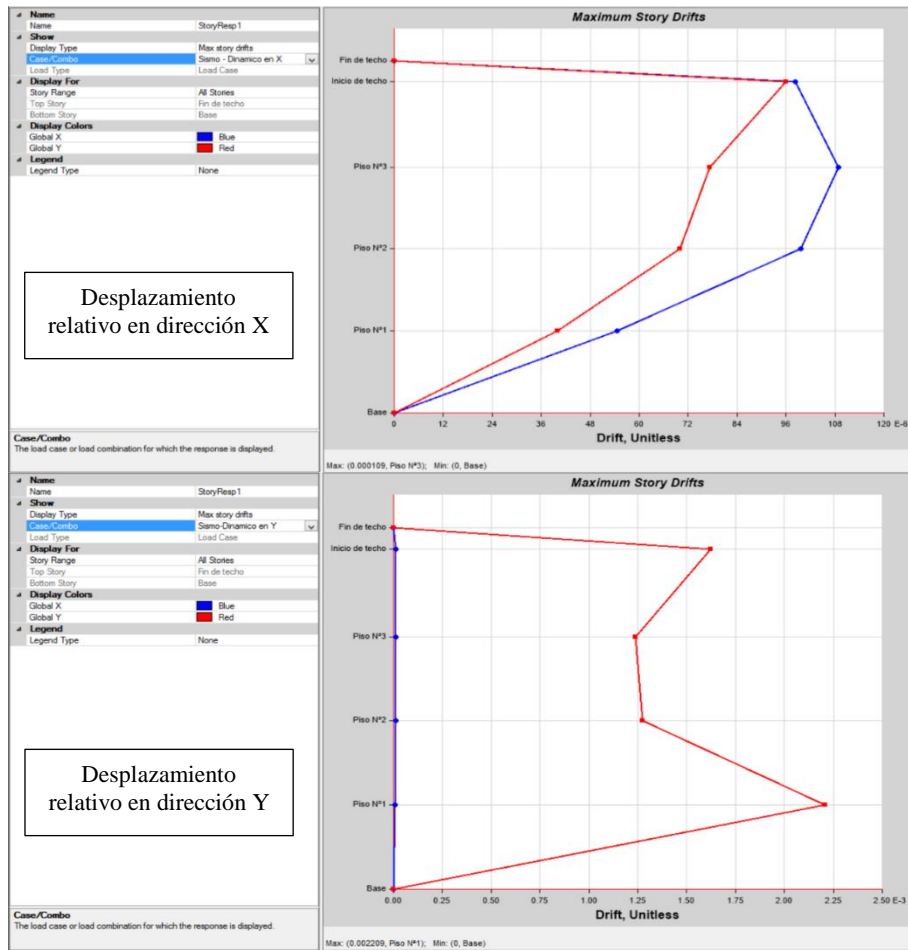 Name
Name StoryResp1
Show
Display Type Max story drifts
Case/Combo Sismo - Dinamico en X
Load Type Load Case
Display For
Story Range All Stories
Top Story Fin de techo
Bottom Story Base
Display Colors
Global X Blue
Global Y Red
Legend
Legend Type None
Desplazamiento
relativo en dirección X
Case/Combo
The load case or load combination for which the response is displayed.
Maximum Story Drifts
Fin de techo
Inicio de techo
Piso Nª3
Piso Nª2
Piso Nª1
Base
0 12 24 36 48 60 72 84 96 108 120 E-6
Drift, Unitless
Max: (0.000109, Piso Nª3); Min: (0, Base)
Name
Name StoryResp1
Show
Display Type Max story drifts
Case/Combo Sismo-Dinamico en Y
Load Type Load Case
Display For
Story Range All Stories
Top Story Fin de techo
Bottom Story Base
Display Colors
Global X Blue
Global Y Red
Legend
Legend Type None
Desplazamiento
relativo en dirección Y
Case/Combo
The load case or load combination for which the response is displayed.
Maximum Story Drifts
Fin de techo
Inicio de techo
Piso Nª3
Piso Nª2
Piso Nª1
Base
0.00 0.25 0.50 0.75 1.00 1.25 1.50 1.75 2.00 2.25 2.50 E-3
Drift, Unitless
Max: (0.002209, Piso Nª1); Min: (0, Base)